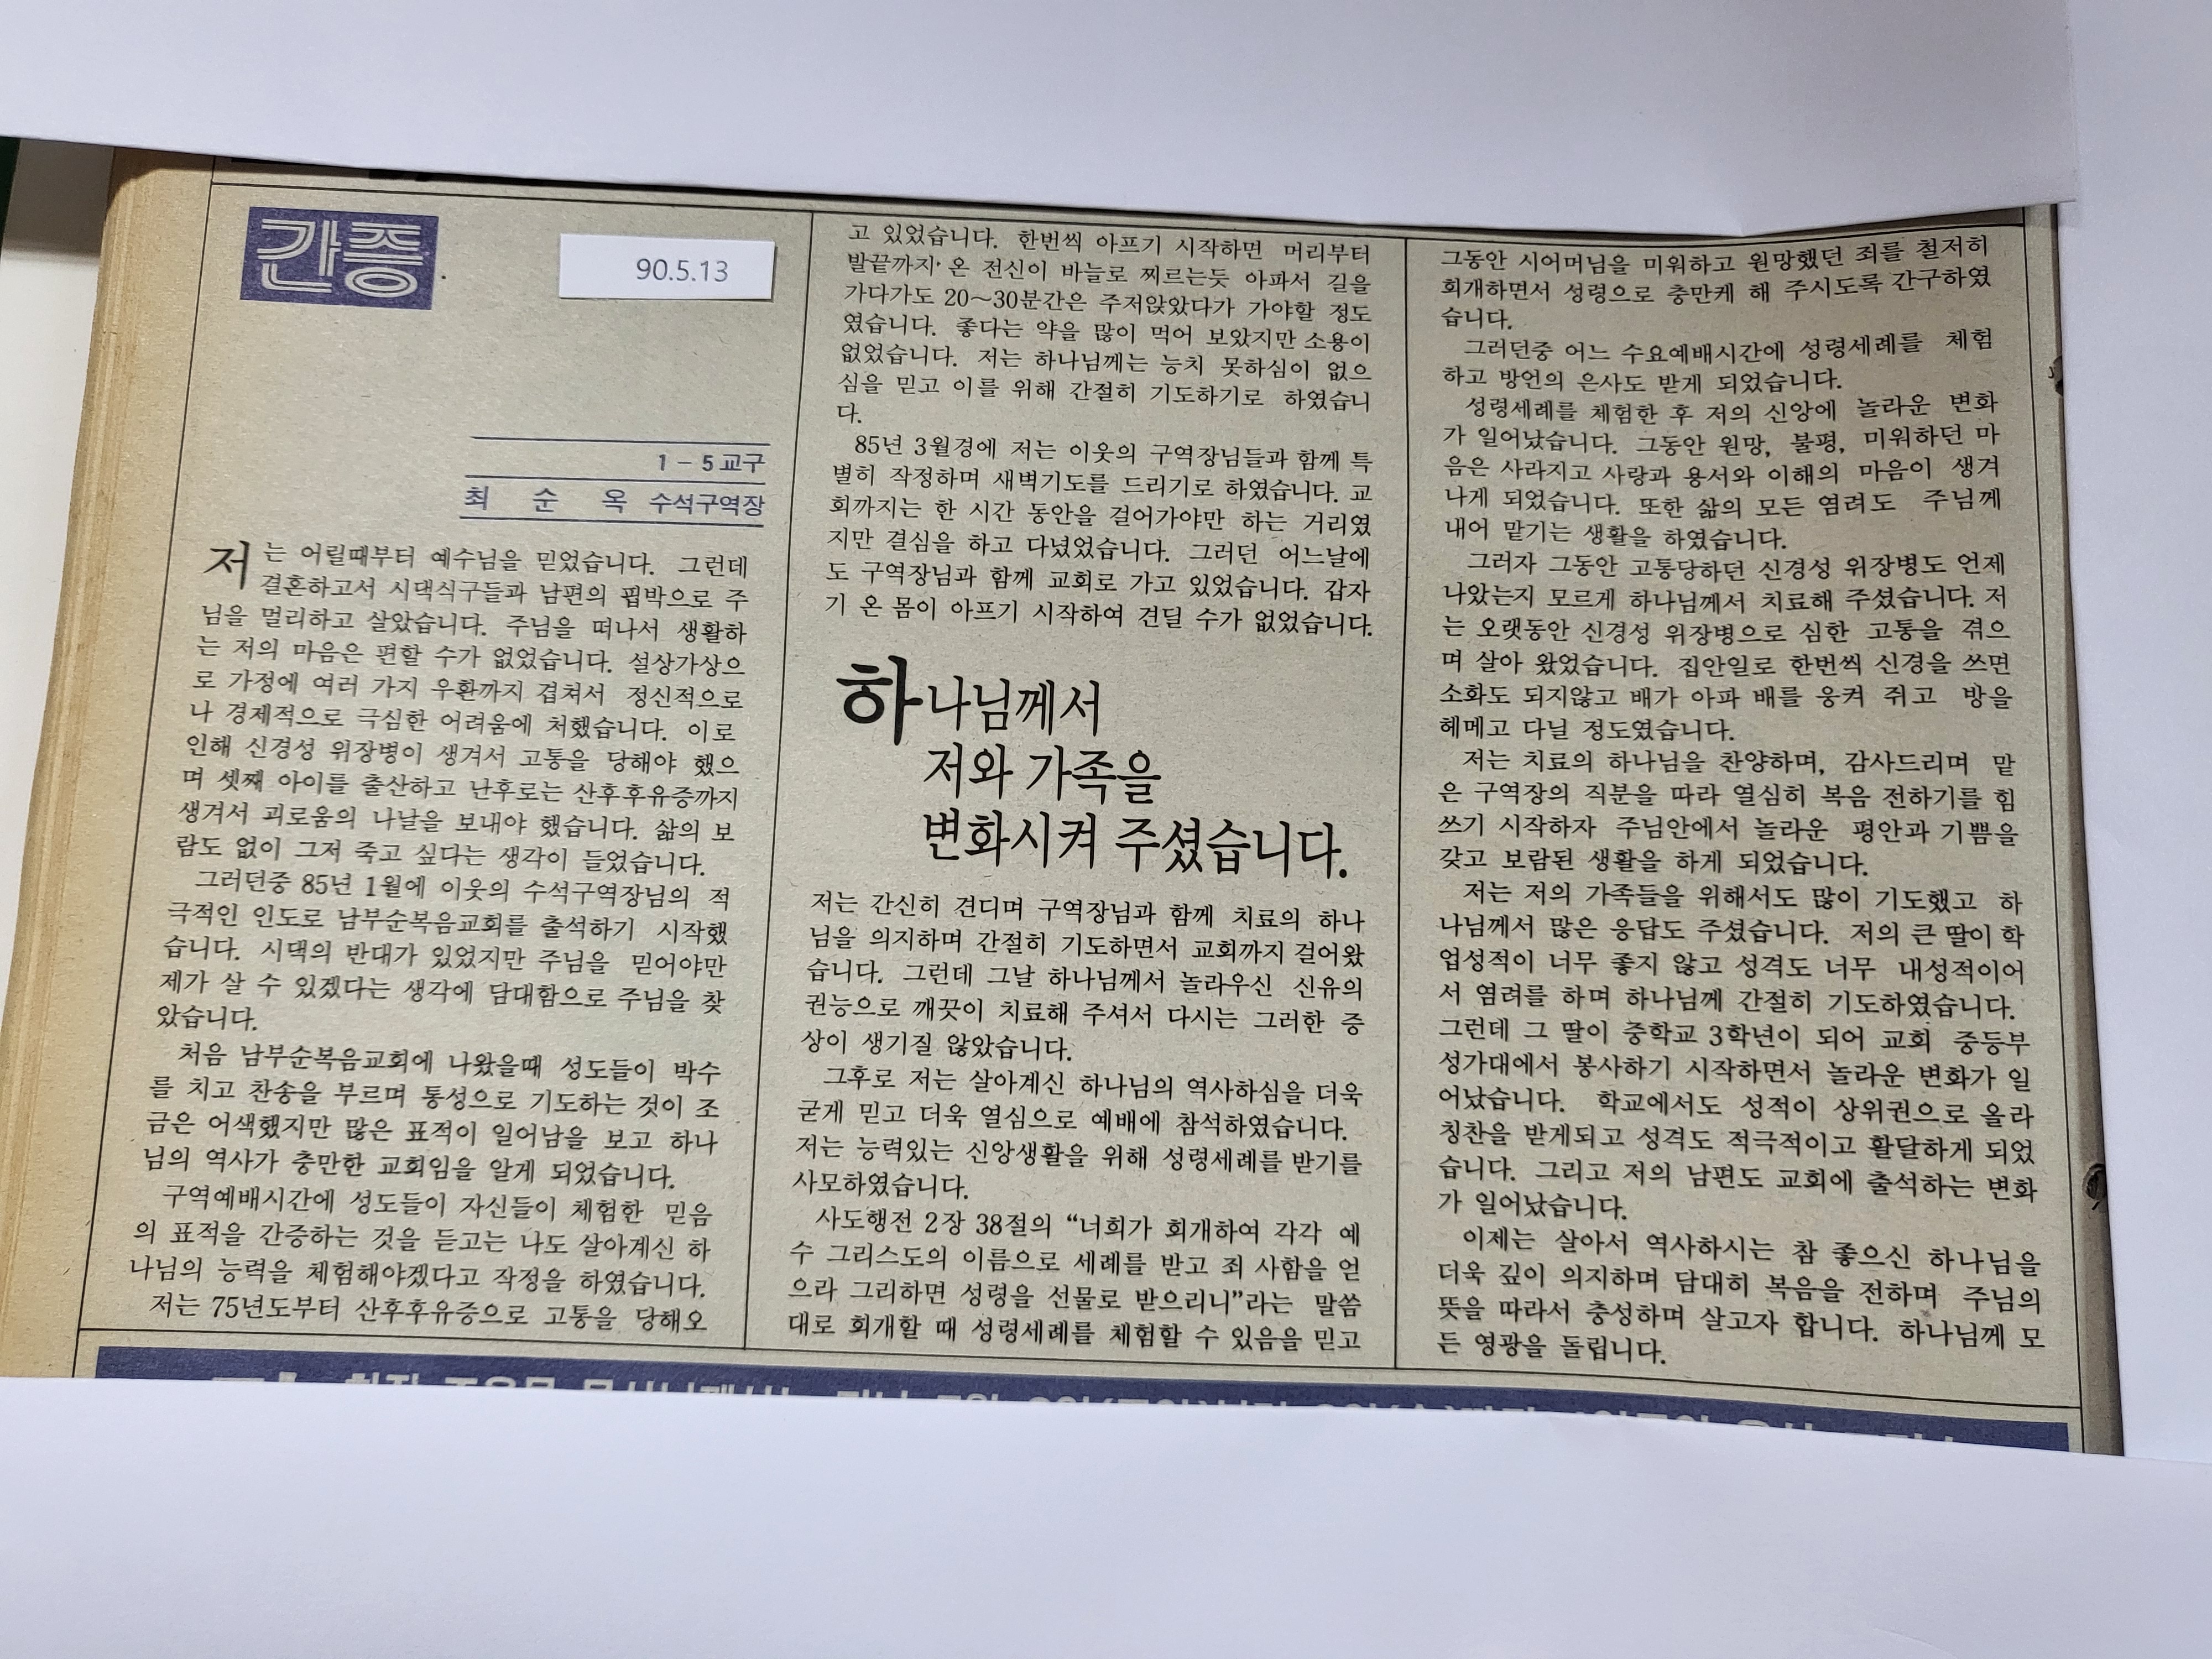 간증
90.5.13
1-5교구
최 순 옥 수석구역장
저는 어릴때부터 예수님을 믿었습니다. 그런데
결혼하고서 시댁식구들과 남편의 핍박으로 주
님을 멀리하고 살았습니다. 주님을 떠나서 생활하
는 저의 마음은 편할 수가 없었습니다. 설상가상으
로 가정에 여러 가지 우환까지 겹쳐서 정신적으로
나 경제적으로 극심한 어려움에 처했습니다. 이로
인해 신경성 위장병이 생겨서 고통을 당해야 했으
며 셋째 아이를 출산하고 난후로는 산후후유증까지
생겨서 괴로움의 나날을 보내야 했습니다. 삶의 보
람도 없이 그저 죽고 싶다는 생각이 들었습니다.
그러던중 85년 1월에 이웃의 수석구역장님의 적
극적인 인도로 남부순복음교회를 출석하기 시작했
습니다. 시댁의 반대가 있었지만 주님을 믿어야만
제가 살 수 있겠다는 생각에 담대함으로 주님을 찾
았습니다.
처음 남부순복음교회에 나왔을때 성도들이 박수
를 치고 찬송을 부르며 통성으로 기도하는 것이 조
금은 어색했지만 많은 표적이 일어남을 보고 하나
님의 역사가 충만한 교회임을 알게 되었습니다.
구역예배시간에 성도들이 자신들이 체험한 믿음
의 표적을 간증하는 것을 듣고는 나도 살아계신 하
나님의 능력을 체험해야겠다고 작정을 하였습니다.
저는 75년도부터 산후후유증으로 고통을 당해오
고 있었습니다. 한번씩 아프기 시작하면 머리부터
발끝까지 온 전신이 바늘로 찌르는듯 아파서 길을
가다가도 20~30분간은 주저앉았다가 가야할 정도
였습니다. 좋다는 약을 많이 먹어 보았지만 소용이
없었습니다. 저는 하나님께는 능치 못하심이 없으
심을 믿고 이를 위해 간절히 기도하기로 하였습니
다.
85년 3월경에 저는 이웃의 구역장님들과 함께 특
별히 작정하며 새벽기도를 드리기로 하였습니다. 교
회까지는 한 시간 동안을 걸어가야만 하는 거리였
지만 결심을 하고 다녔었습니다. 그러던 어느날에
도 구역장님과 함께 교회로 가고 있었습니다. 갑자
기 온 몸이 아프기 시작하여 견딜 수가 없었습니다.
하나님께서
저와 가족을
변화시켜 주셨습니다.
저는 간신히 견디며 구역장님과 함께 치료의 하나
님을 의지하며 간절히 기도하면서 교회까지 걸어왔
습니다. 그런데 그날 하나님께서 놀라우신 신유의
권능으로 깨끗이 치료해 주셔서 다시는 그러한 증
상이 생기질 않았습니다.
그후로 저는 살아계신 하나님의 역사하심을 더욱
굳게 믿고 더욱 열심으로 예배에 참석하였습니다.
저는 능력있는 신앙생활을 위해 성령세례를 받기를
사모하였습니다.
사도행전 2장 38절의 “너희가 회개하여 각각 예
수 그리스도의 이름으로 세례를 받고 죄 사함을 얻
으라 그리하면 성령을 선물로 받으리니”라는 말씀
대로 회개할 때 성령세례를 체험할 수 있음을 믿고
그동안 시어머님을 미워하고 원망했던 죄를 철저히
회개하면서 성령으로 충만케 해 주시도록 간구하였
습니다.
그러던중 어느 수요예배시간에 성령세례를 체험
하고 방언의 은사도 받게 되었습니다.
성령세례를 체험한 후 저의 신앙에 놀라운 변화
가 일어났습니다. 그동안 원망, 불평, 미워하던 마
음은 사라지고 사랑과 용서와 이해의 마음이 생겨
나게 되었습니다. 또한 삶의 모든 염려도 주님께
내어 맡기는 생활을 하였습니다.
그러자 그동안 고통당하던 신경성 위장병도 언제
나았는지 모르게 하나님께서 치료해 주셨습니다. 저
는 오랫동안 신경성 위장병으로 심한 고통을 겪으
며 살아 왔었습니다. 집안일로 한번씩 신경을 쓰면
소화도 되지않고 배가 아파 배를 웅켜 쥐고 방을
헤메고 다닐 정도였습니다.
저는 치료의 하나님을 찬양하며, 감사드리며 맡
은 구역장의 직분을 따라 열심히 복음 전하기를 힘
쓰기 시작하자 주님안에서 놀라운 평안과 기쁨을
갖고 보람된 생활을 하게 되었습니다.
저는 저의 가족들을 위해서도 많이 기도했고 하
나님께서 많은 응답도 주셨습니다. 저의 큰 딸이 학
업성적이 너무 좋지 않고 성격도 너무 내성적이어
서 염려를 하며 하나님께 간절히 기도하였습니다.
그런데 그 딸이 중학교 3학년이 되어 교회 중등부
성가대에서 봉사하기 시작하면서 놀라운 변화가 일
어났습니다. 학교에서도 성적이 상위권으로 올라
칭찬을 받게되고 성격도 적극적이고 활달하게 되었
습니다. 그리고 저의 남편도 교회에 출석하는 변화
가 일어났습니다.
이제는 살아서 역사하시는 참 좋으신 하나님을
더욱 깊이 의지하며 담대히 복음을 전하며 주님의
뜻을 따라서 충성하며 살고자 합니다. 하나님께 모
든 영광을 돌립니다.